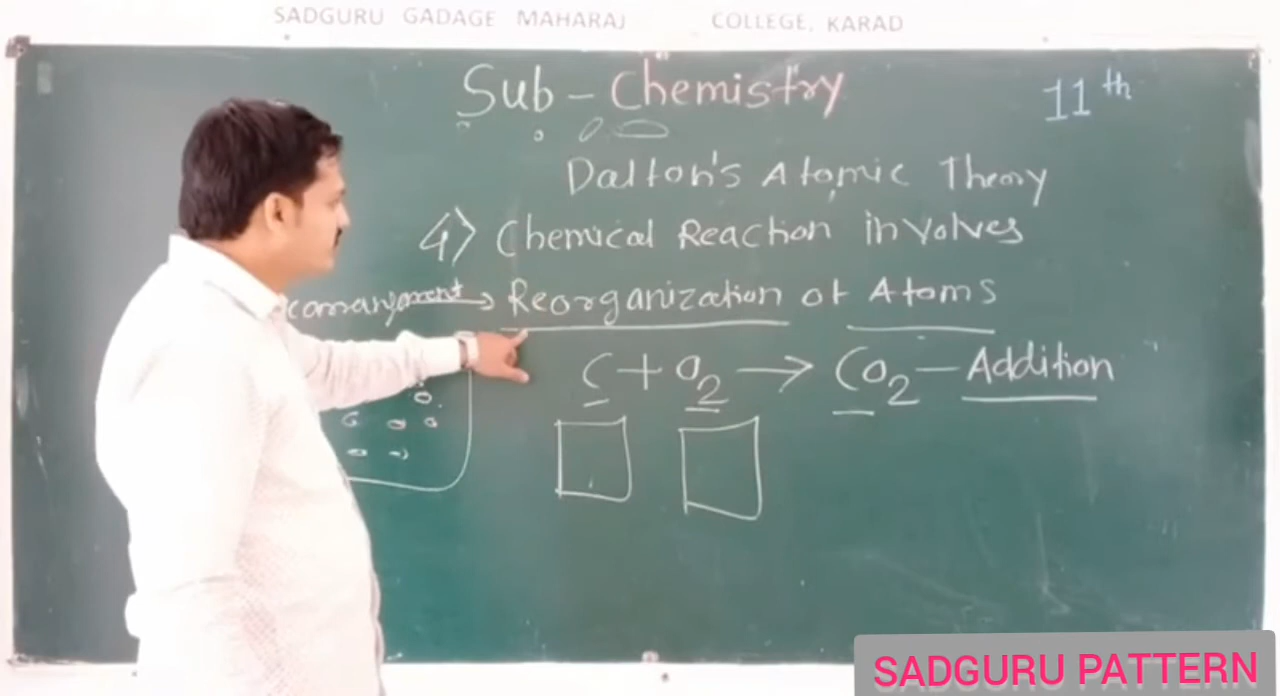 SADGURU GADAGE MAHARAJ COLLEGE, KARAD
Sub - Chemistry 11th
Dalton's Atomic Theory
4) Chemical Reaction involves
→ Reorganization of Atoms
C + O2 → CO2 - Addition
SADGURU PATTERN